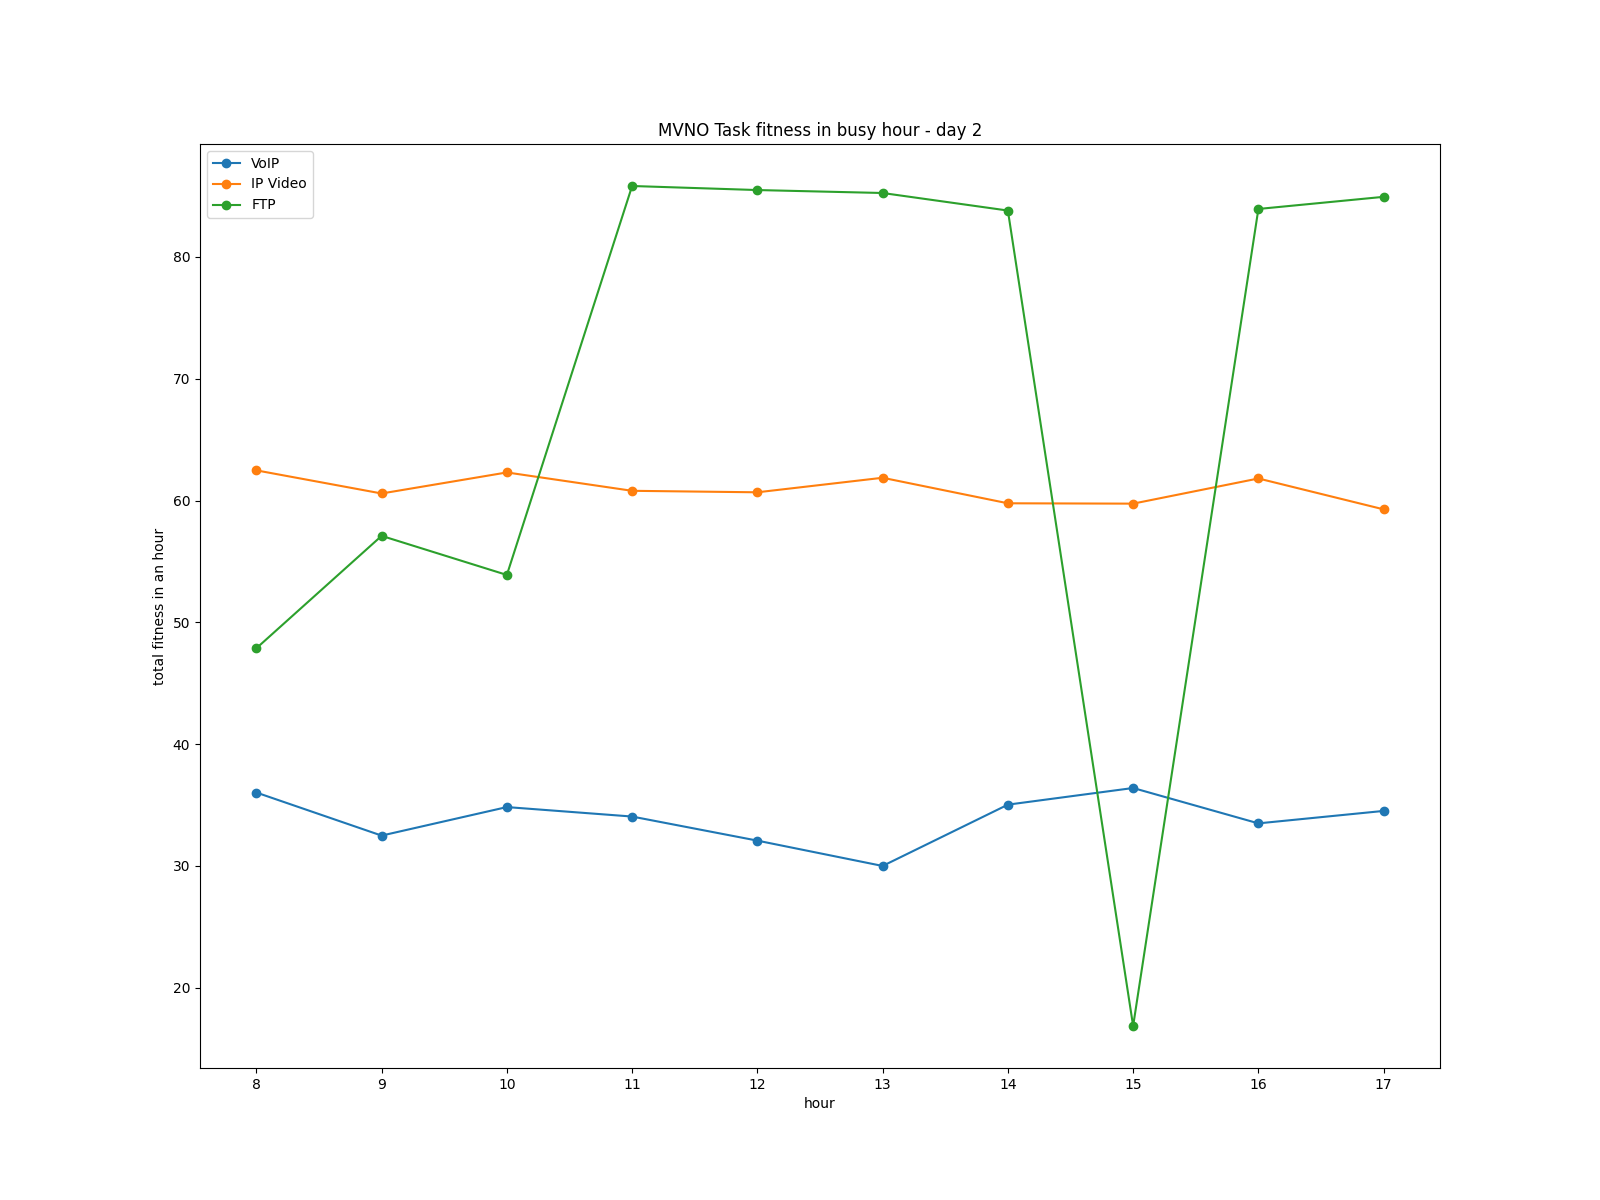 MVNO Task fitness in busy hour - day 2
VoIP
IP Video
FTP
80
70
60
50
40
30
20
total fitness in an hour
8 9 10 11 12 13 14 15 16 17
hour